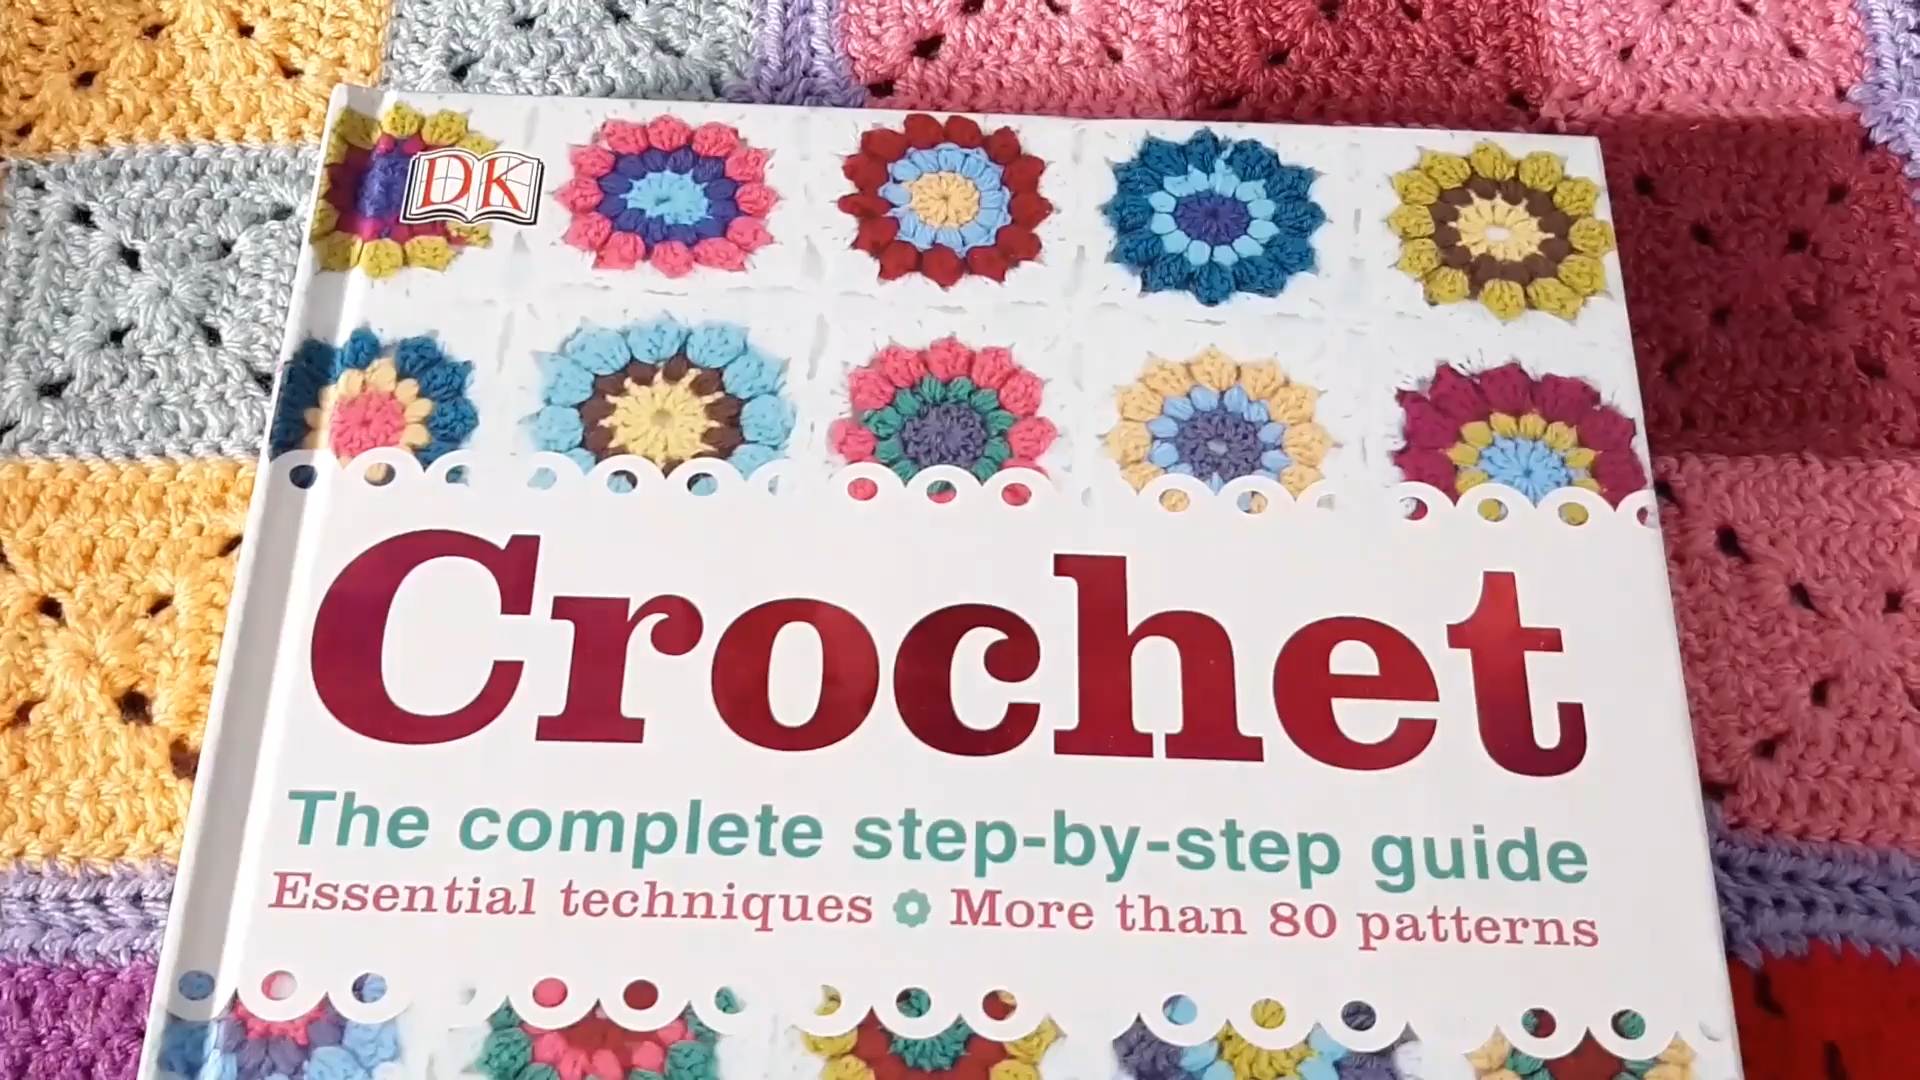 DK
Crochet
The complete step-by-step guide
Essential techniques More than 80 patterns